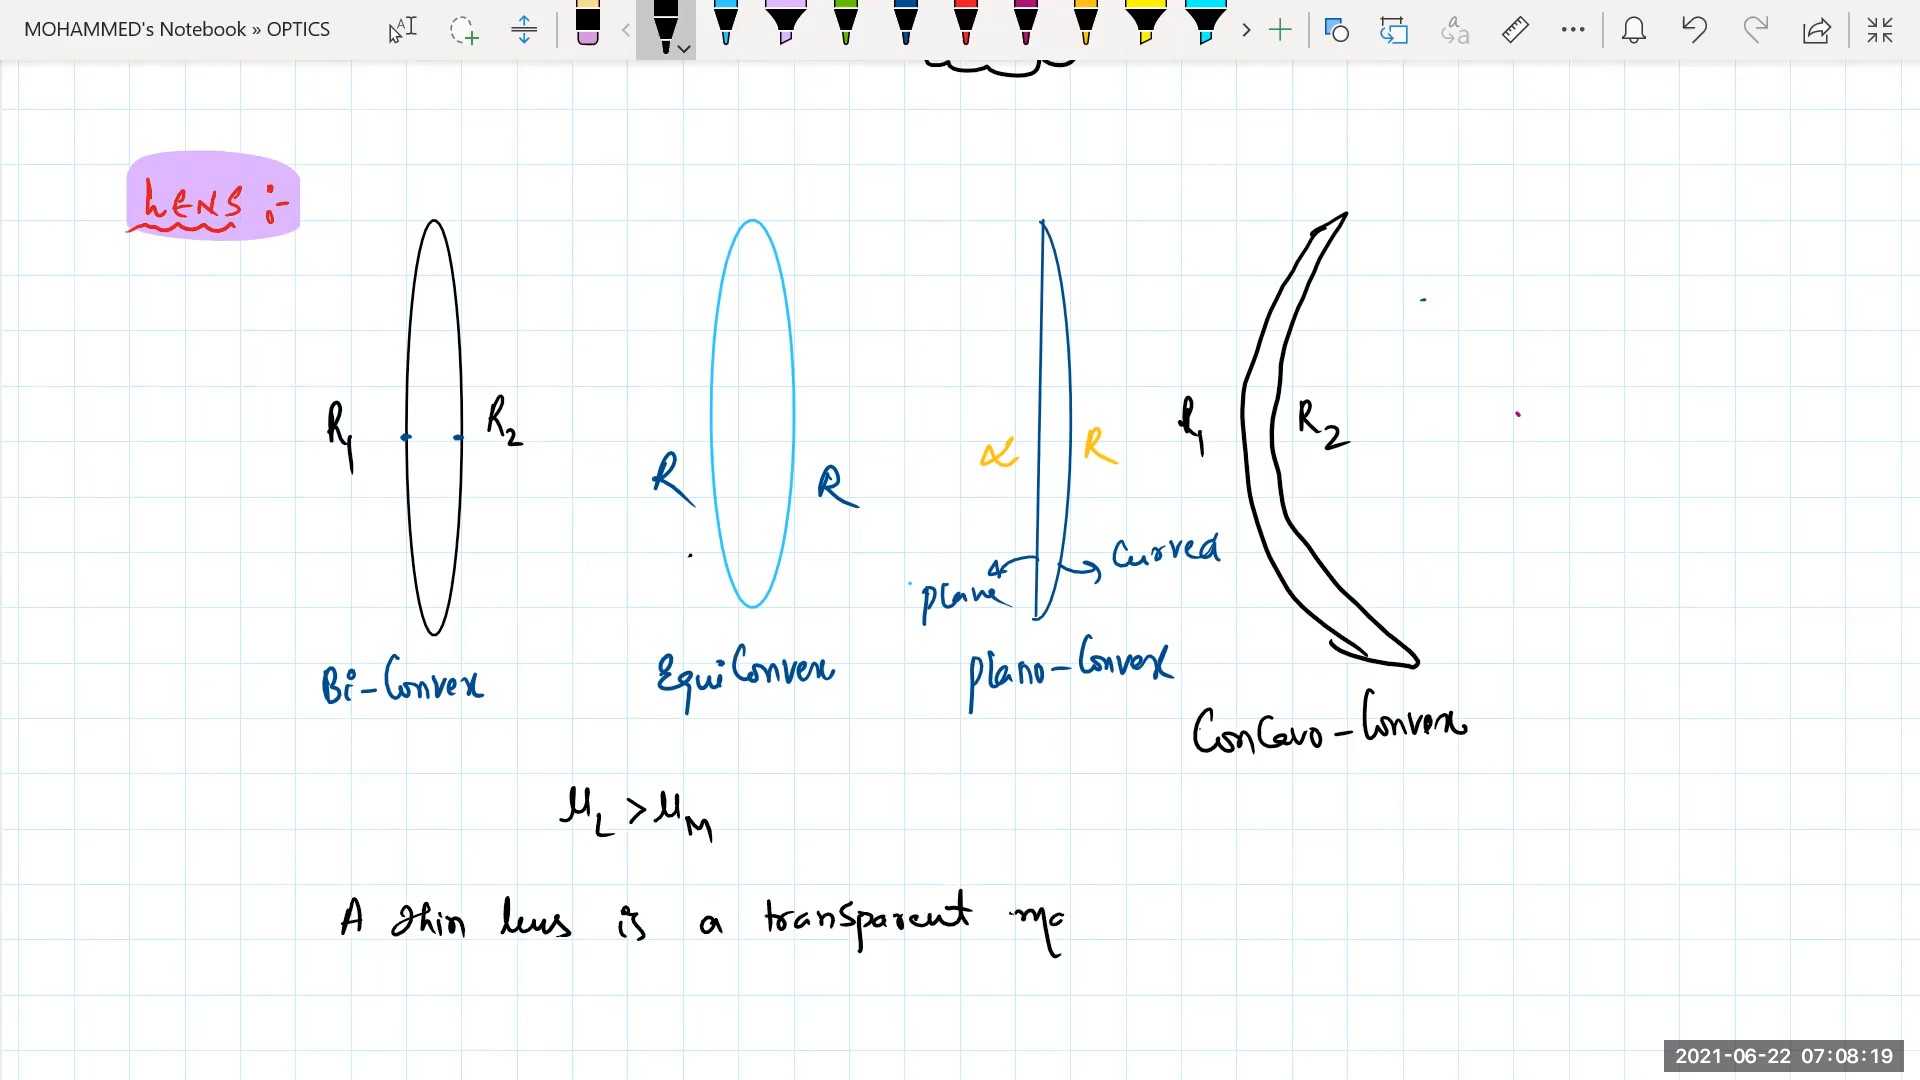 MOHAMMED's Notebook » OPTICS
LENS :-
R1 R2 R R R R1 R2
plane curved
Bi-Convex Equi Convex plano-Convex ConCavo-Convex
μL > μM
A thin lens is a transparent
2021-06-22 07:08:19